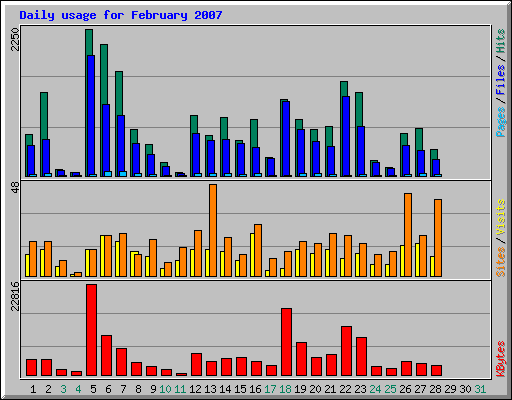 Daily usage for February 2007
2250
Pages / Files / Hits
48
Sites / Visits
22816
KBytes
1 2 3 4 5 6 7 8 9 10 11 12 13 14 15 16 17 18 19 20 21 22 23 24 25 26 27 28 29 30 31